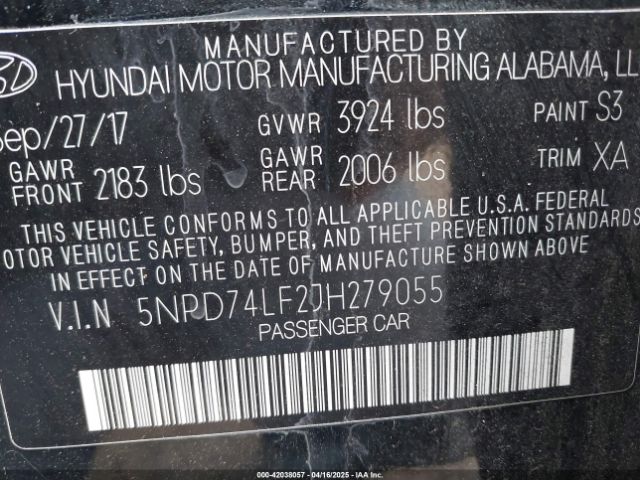 MANUFACTURED BY
HYUNDAI MOTOR MANUFACTURING ALABAMA, LL
Sep/27/17 GVWR 3924 lbs PAINT S3
GAWR FRONT 2183 lbs GAWR REAR 2006 lbs TRIM XA
THIS VEHICLE CONFORMS TO ALL APPLICABLE U.S.A. FEDERAL
OTOR VEHICLE SAFETY, BUMPER, AND THEFT PREVENTION STANDARDS
IN EFFECT ON THE DATE OF MANUFACTURE SHOWN ABOVE
V.I.N 5NPD74LF2JH279055
PASSENGER CAR
000-42038057 - 04/16/2025 - IAAI, Inc.